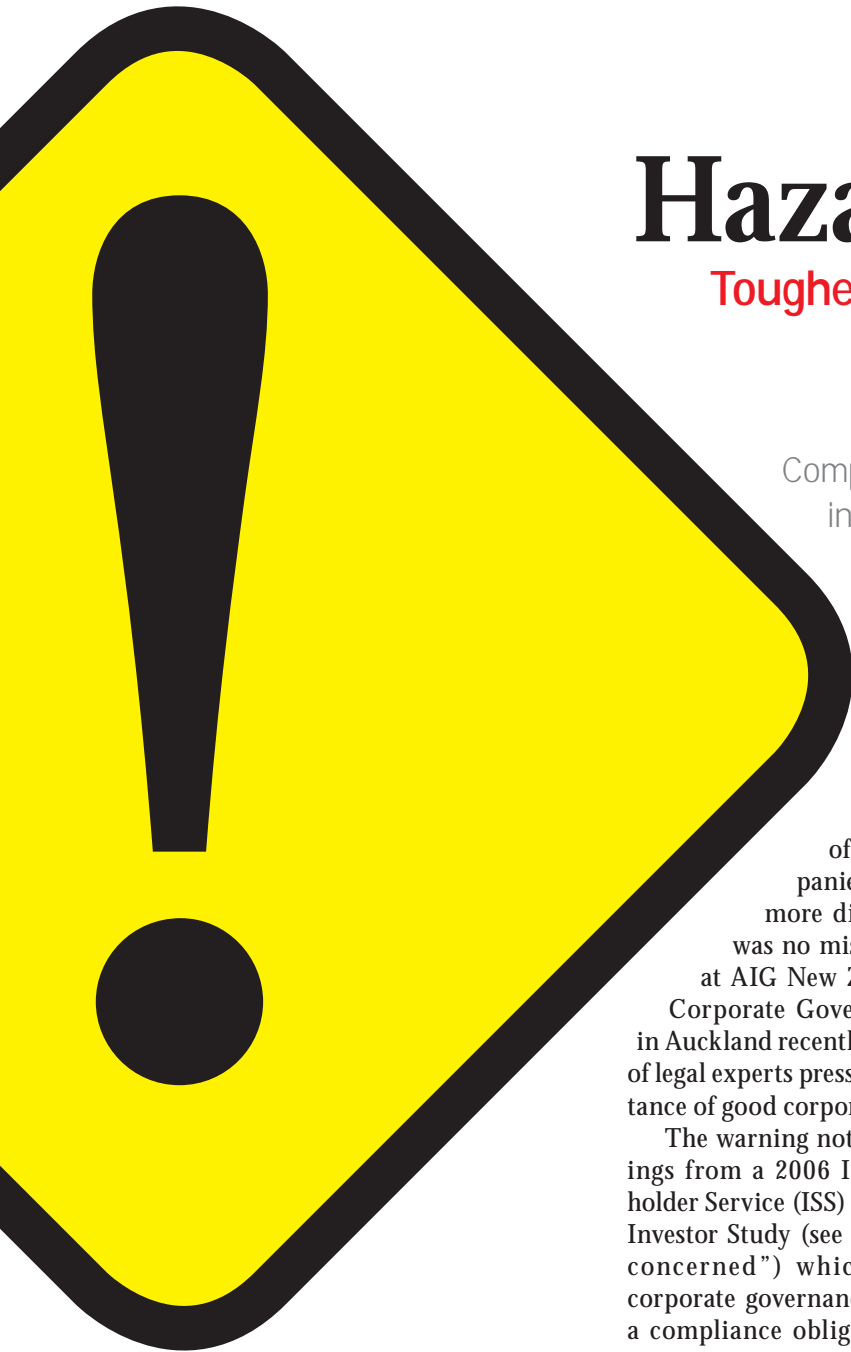 Haza
Toughe
Comp
in
of
panie
more di
was no mis
at AIG New Z
Corporate Gove
in Auckland recentl
of legal experts press
tance of good corpor
The warning not
ings from a 2006 I
holder Service (ISS)
Investor Study (see
concerned”) whic
corporate governanc
a compliance oblig